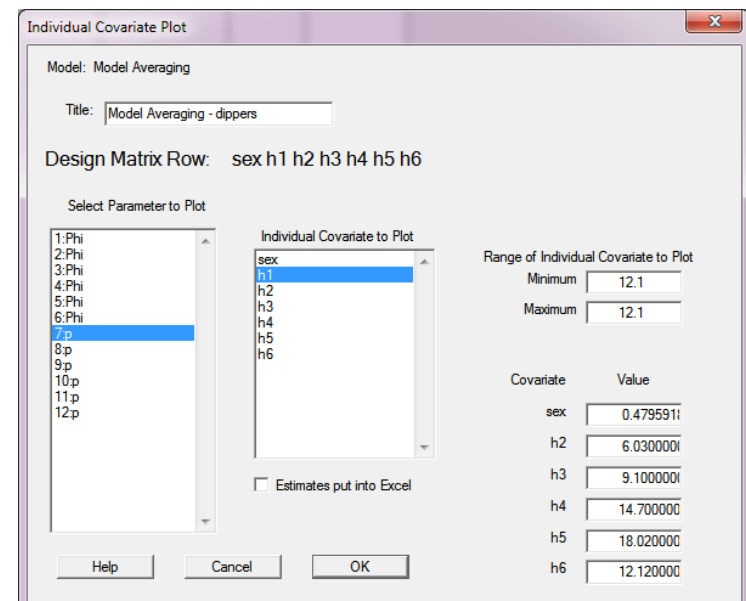 Individual Covariate Plot
x
Model: Model Averaging
Title: Model Averaging - dippers
Design Matrix Row: sex h1 h2 h3 h4 h5 h6
Select Parameter to Plot
1:Phi
2:Phi
3:Phi
4:Phi
5:Phi
6:Phi
7:p
8:p
9:p
10:p
11:p
12:p
Individual Covariate to Plot
sex
h1
h2
h3
h4
h5
h6
Estimates put into Excel
Range of Individual Covariate to Plot
Minimum 12.1
Maximum 12.1
Covariate Value
sex 0.479591
h2 6.030000
h3 9.100000
h4 14.700000
h5 18.020000
h6 12.120000
Help Cancel OK